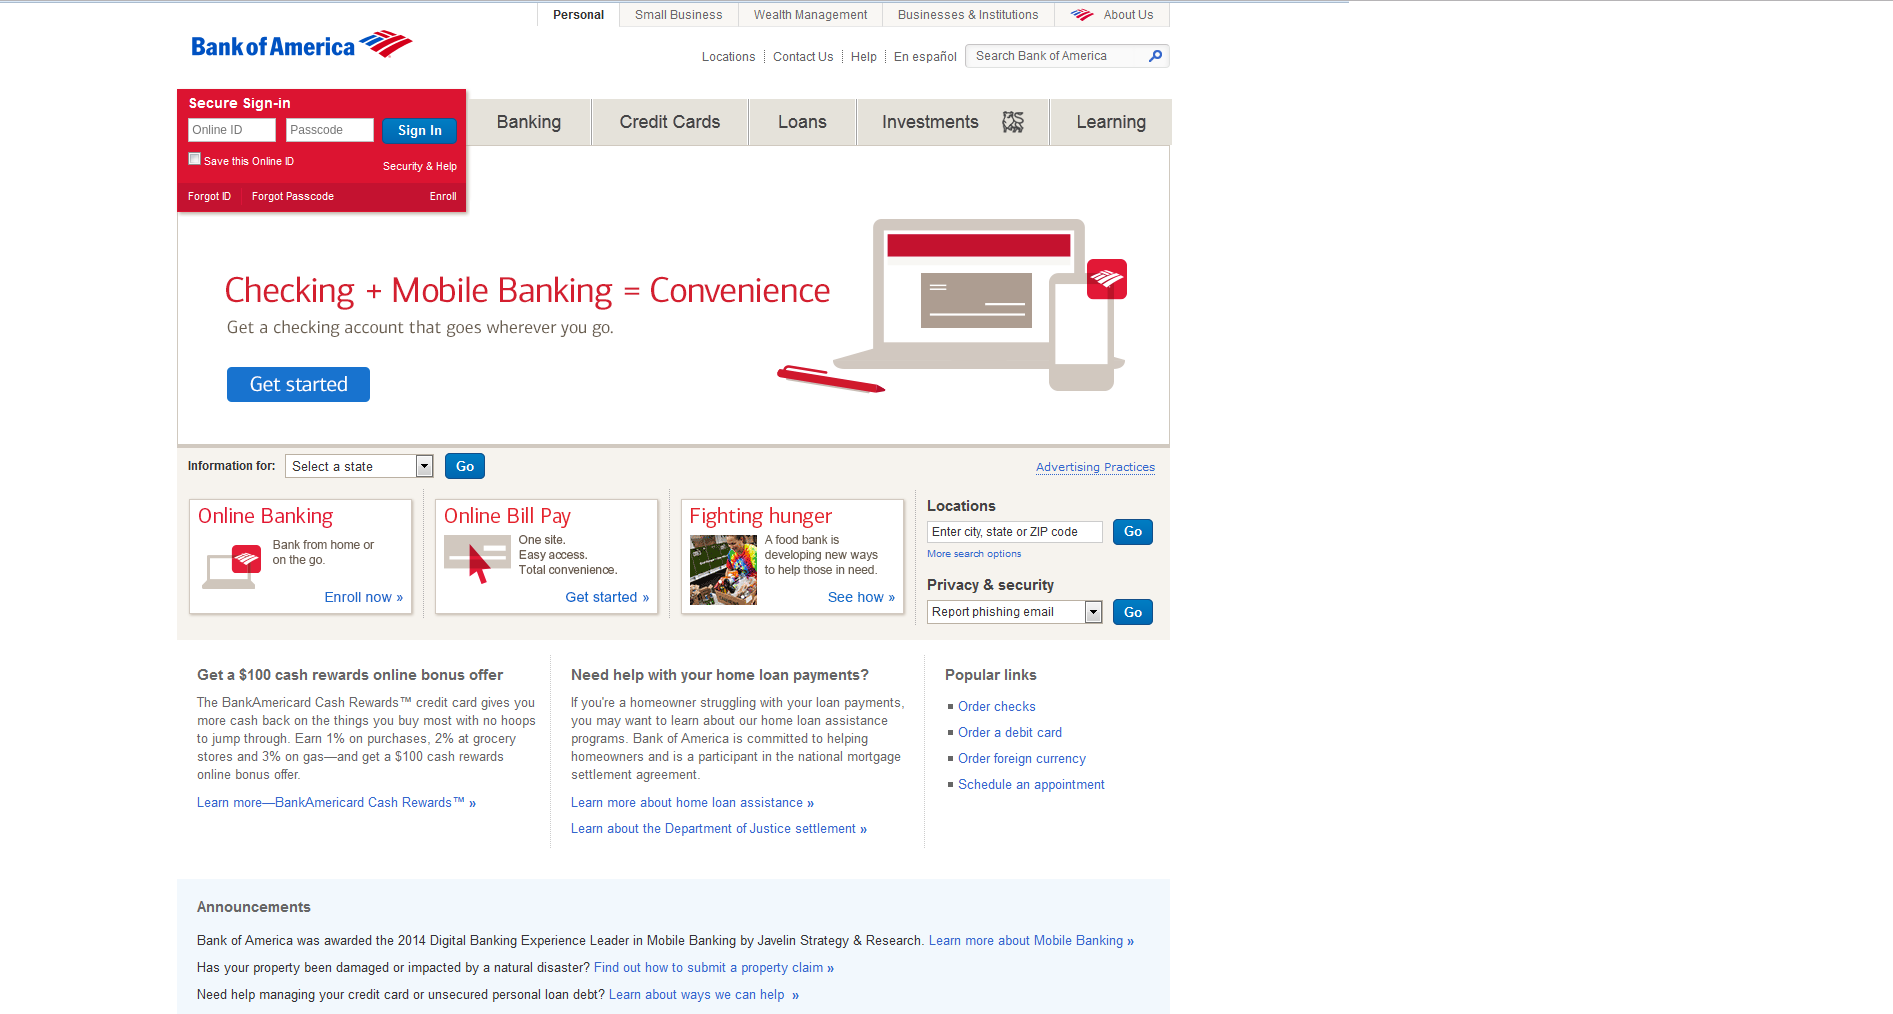 Personal
Small Business
Wealth Management
Businesses & Institutions
About Us
Bank of America
Locations
Contact Us
Help
En español
Search Bank of America
Secure Sign-in
Online ID
Passcode
Sign In
Save this Online ID
Security & Help
Forgot ID
Forgot Passcode
Enroll
Banking
Credit Cards
Loans
Investments
Learning
Checking + Mobile Banking = Convenience
Get a checking account that goes wherever you go.
Get started
Information for:
Select a state
Go
Advertising Practices
Online Banking
Bank from home or
on the go.
Enroll now »
Online Bill Pay
One site.
Easy access.
Total convenience.
Get started »
Fighting hunger
A food bank is
developing new ways
to help those in need.
See how »
Locations
Enter city, state or ZIP code
Go
More search options
Privacy & security
Report phishing email
Go
Get a $100 cash rewards online bonus offer
The BankAmericard Cash Rewards™ credit card gives you
more cash back on the things you buy most with no hoops
to jump through. Earn 1% on purchases, 2% at grocery
stores and 3% on gas—and get a $100 cash rewards
online bonus offer.
Learn more—BankAmericard Cash Rewards™ »
Need help with your home loan payments?
If you're a homeowner struggling with your loan payments,
you may want to learn about our home loan assistance
programs. Bank of America is committed to helping
homeowners and is a participant in the national mortgage
settlement agreement.
Learn more about home loan assistance »
Learn about the Department of Justice settlement »
Popular links
Order checks
Order a debit card
Order foreign currency
Schedule an appointment
Announcements
Bank of America was awarded the 2014 Digital Banking Experience Leader in Mobile Banking by Javelin Strategy & Research. Learn more about Mobile Banking »
Has your property been damaged or impacted by a natural disaster? Find out how to submit a property claim »
Need help managing your credit card or unsecured personal loan debt? Learn about ways we can help »